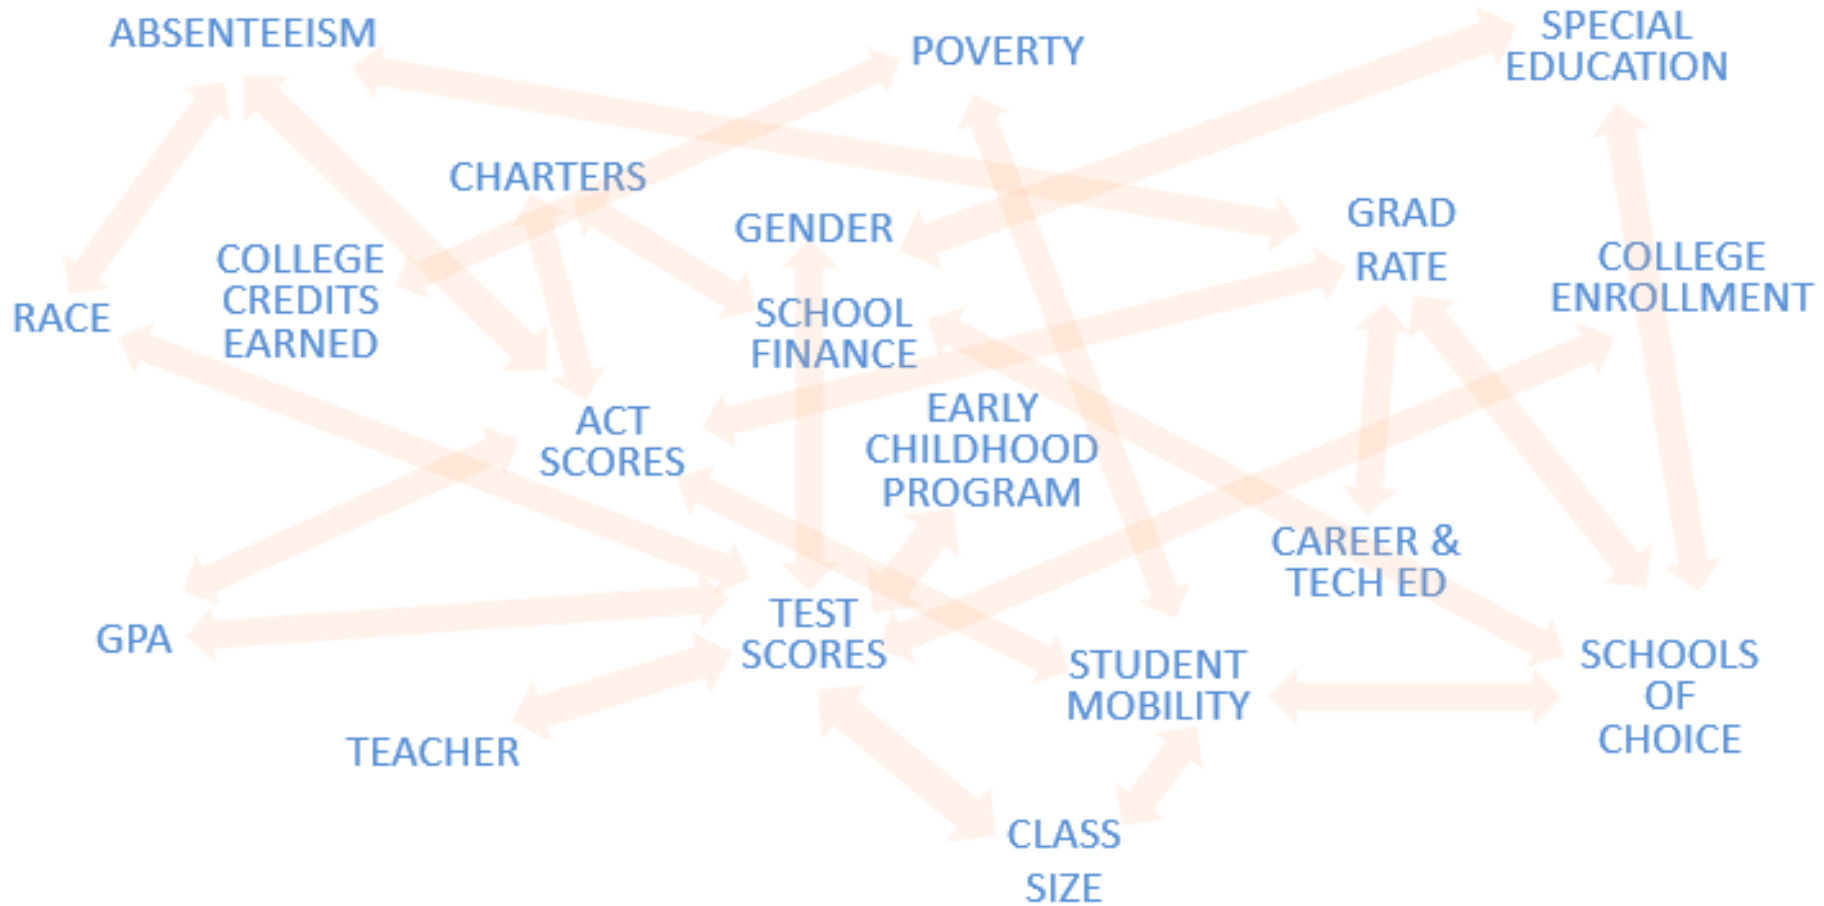 ABSENTEEISM
POVERTY
SPECIAL
EDUCATION
CHARTERS
GENDER
GRAD
RATE
COLLEGE
ENROLLMENT
RACE
COLLEGE
CREDITS
EARNED
SCHOOL
FINANCE
ACT
SCORES
EARLY
CHILDHOOD
PROGRAM
CAREER &
TECH ED
GPA
TEST
SCORES
STUDENT
MOBILITY
SCHOOLS
OF
CHOICE
TEACHER
CLASS
SIZE